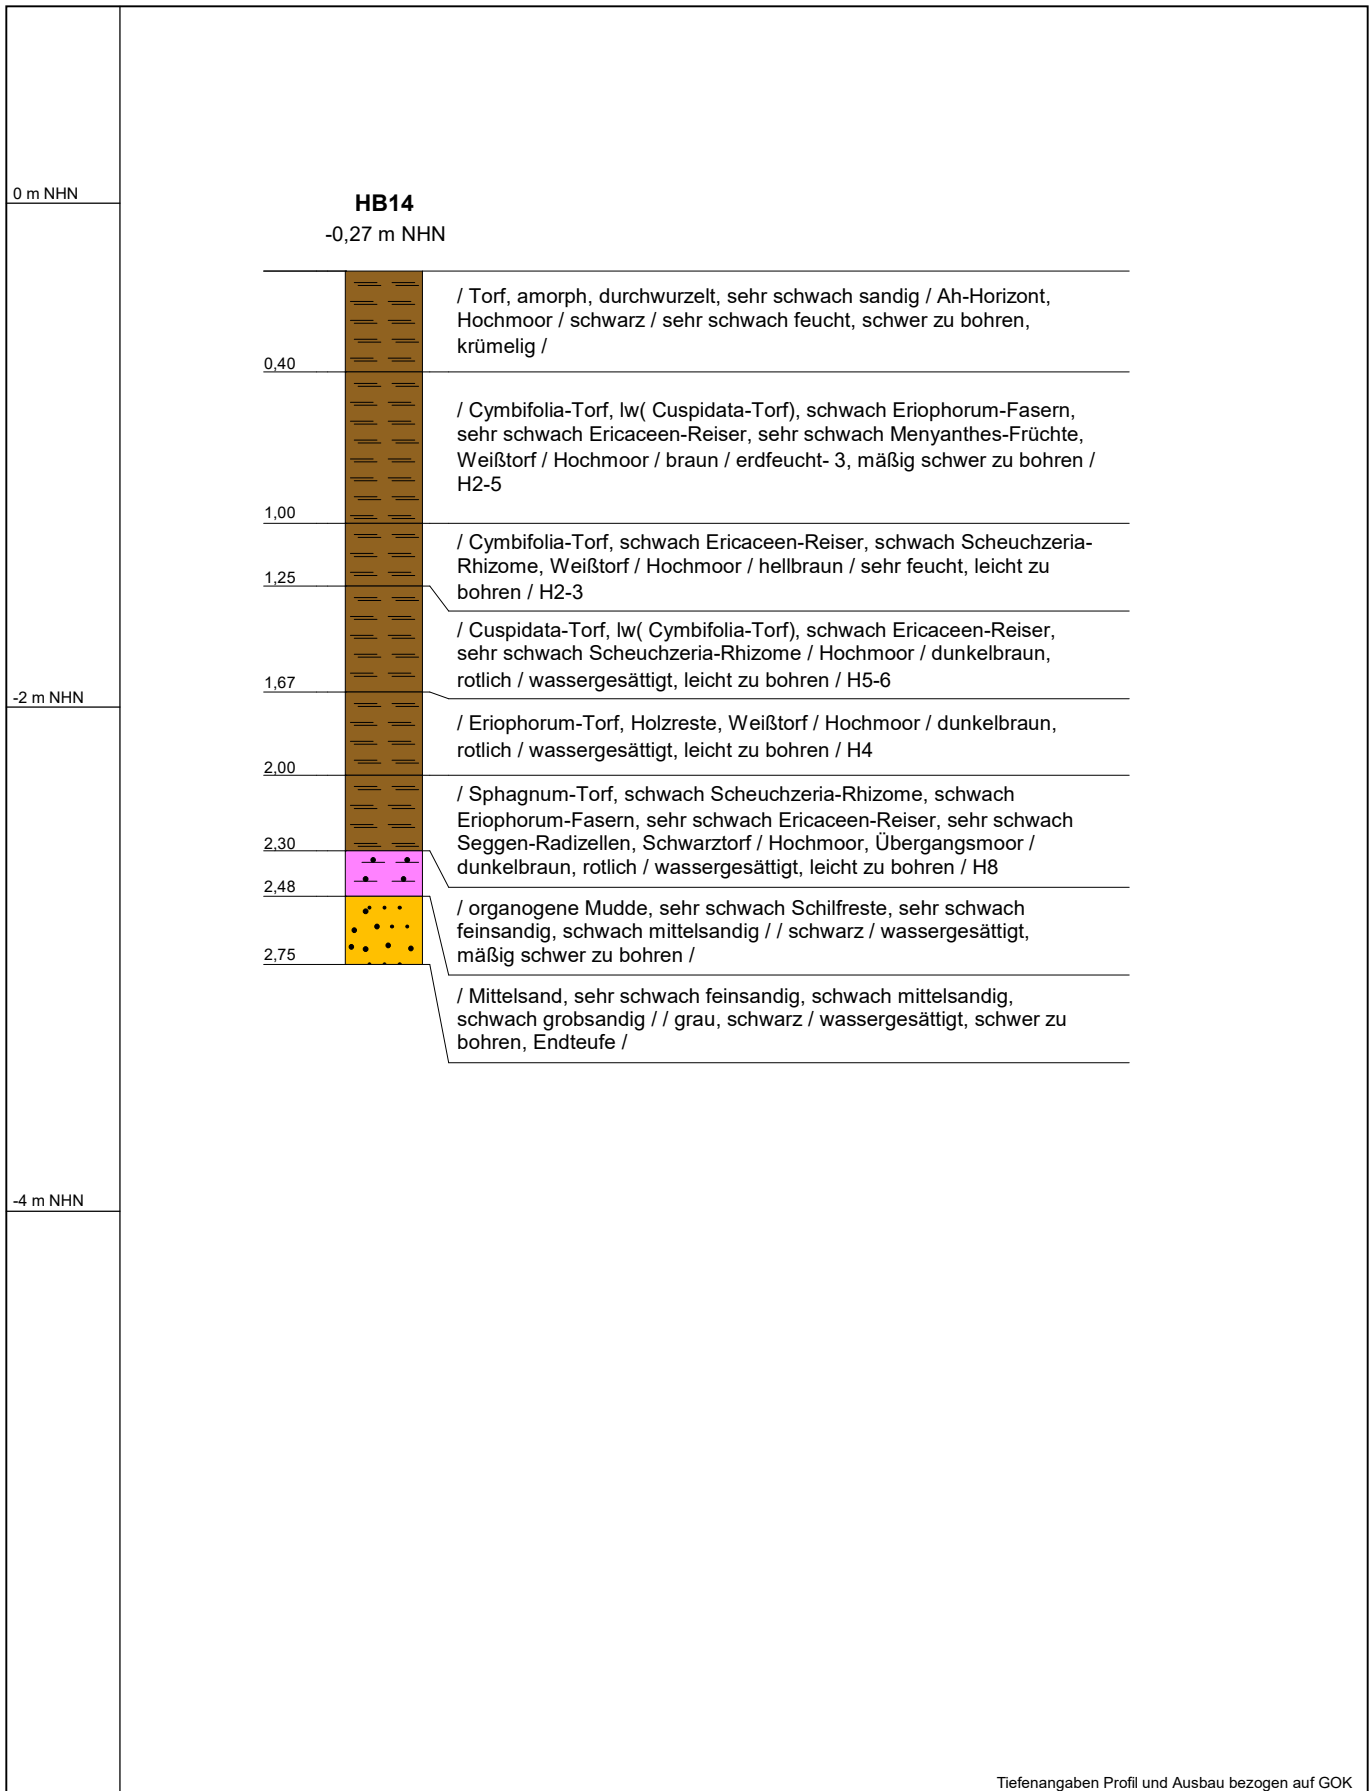 0 m NHN
HB14
-0,27 m NHN
/ Torf, amorph, durchwurzelt, sehr schwach sandig / Ah-Horizont,
Hochmoor / schwarz / sehr schwach feucht, schwer zu bohren,
krümelig /
0,40
/ Cymbifolia-Torf, lw( Cuspidata-Torf), schwach Eriophorum-Fasern,
sehr schwach Ericaceen-Reiser, sehr schwach Menyanthes-Früchte,
Weißtorf / Hochmoor / braun / erdfeucht- 3, mäßig schwer zu bohren /
H2-5
1,00
/ Cymbifolia-Torf, schwach Ericaceen-Reiser, schwach Scheuchzeria-
Rhizome, Weißtorf / Hochmoor / hellbraun / sehr feucht, leicht zu
bohren / H2-3
1,25
/ Cuspidata-Torf, lw( Cymbifolia-Torf), schwach Ericaceen-Reiser,
sehr schwach Scheuchzeria-Rhizome / Hochmoor / dunkelbraun,
rotlich / wassergesättigt, leicht zu bohren / H5-6
1,67
-2 m NHN
/ Eriophorum-Torf, Holzreste, Weißtorf / Hochmoor / dunkelbraun,
rotlich / wassergesättigt, leicht zu bohren / H4
2,00
/ Sphagnum-Torf, schwach Scheuchzeria-Rhizome, schwach
Eriophorum-Fasern, sehr schwach Ericaceen-Reiser, sehr schwach
Seggen-Radizellen, Schwarztorf / Hochmoor, Übergangsmoor /
dunkelbraun, rotlich / wassergesättigt, leicht zu bohren / H8
2,30
2,48
/ organogene Mudde, sehr schwach Schilfreste, sehr schwach
feinsandig, schwach mittelsandig / / schwarz / wassergesättigt,
mäßig schwer zu bohren /
2,75
/ Mittelsand, sehr schwach feinsandig, schwach mittelsandig,
schwach grobsandig / / grau, schwarz / wassergesättigt, schwer zu
bohren, Endteufe /
-4 m NHN
Tiefenangaben Profil und Ausbau bezogen auf GOK